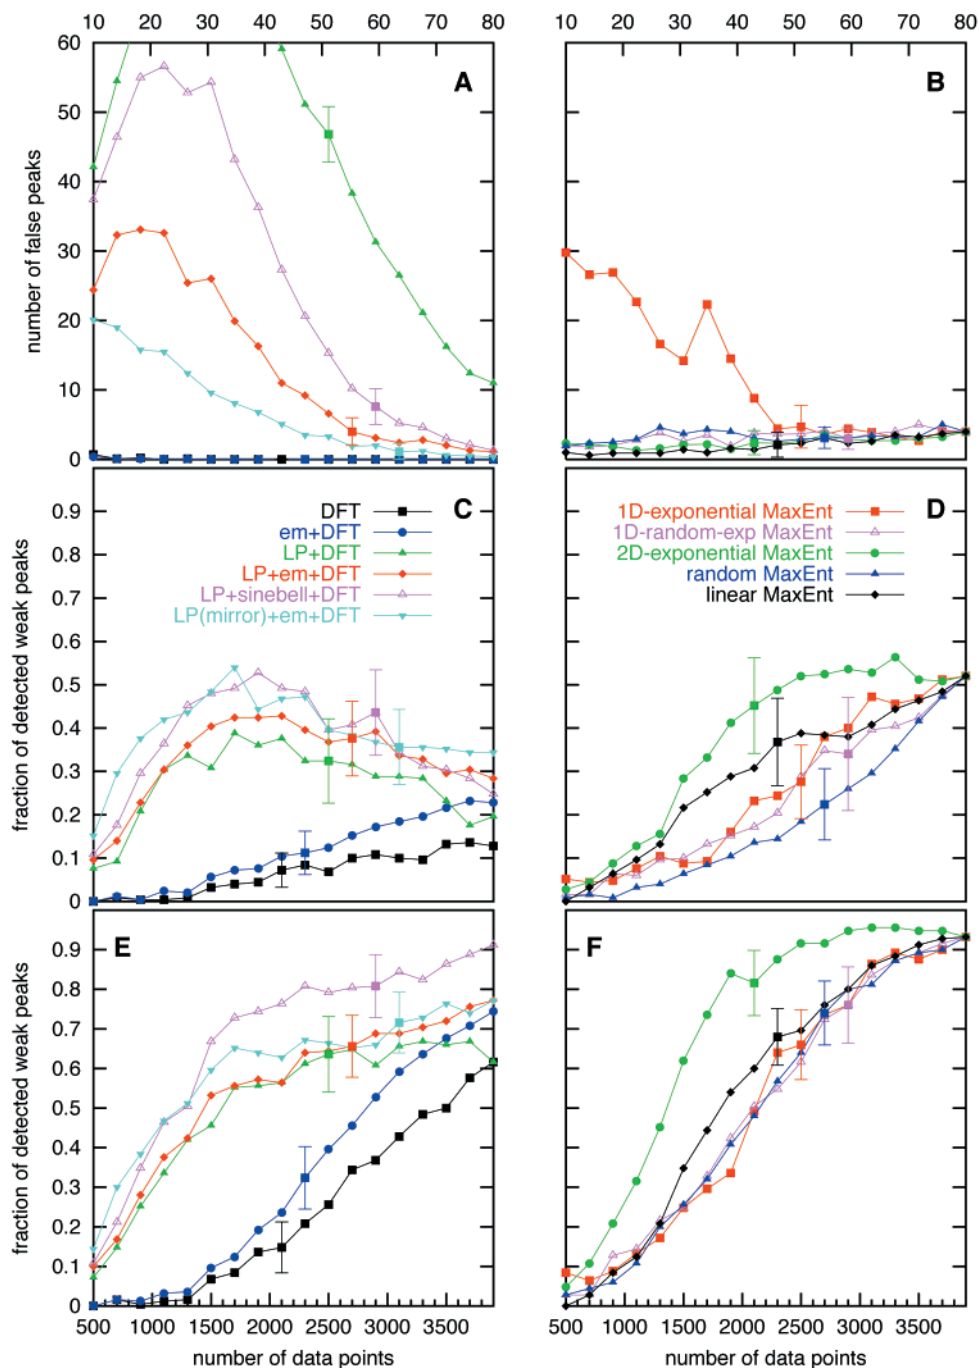 10 20 30 40 50 60 70 80
10 20 30 40 50 60 70 80
60
50
40
30
20
10
0
number of false peaks
A
B
0.9
0.8
0.7
0.6
0.5
0.4
0.3
0.2
0.1
0
fraction of detected weak peaks
C
DFT
em+DFT
LP+DFT
LP+em+DFT
LP+sinebell+DFT
LP(mirror)+em+DFT
D
1D-exponential MaxEnt
1D-random-exp MaxEnt
2D-exponential MaxEnt
random MaxEnt
linear MaxEnt
0.9
0.8
0.7
0.6
0.5
0.4
0.3
0.2
0.1
0
fraction of detected weak peaks
E
F
500 1000 1500 2000 2500 3000 3500
500 1000 1500 2000 2500 3000 3500
number of data points
number of data points